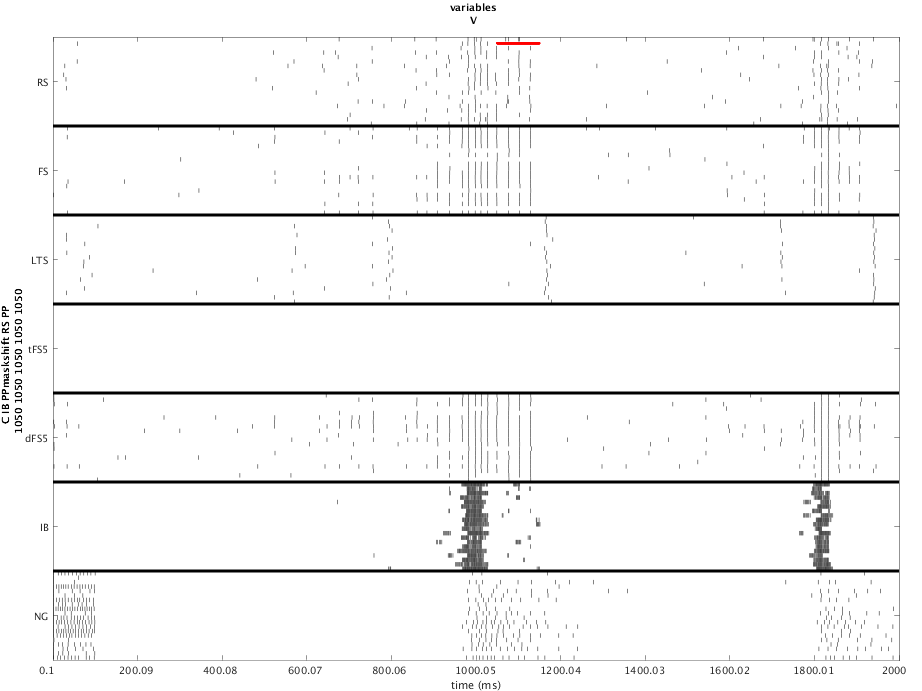 variables
V
RS
FS
LTS
tFS5
dFS5
IB
NG
C IB PPmaskshift RS PP
1050 1050 1050 1050 1050
0.1 200.09 400.08 600.07 800.06 1000.05 1200.04 1400.03 1600.02 1800.01 2000
time (ms)